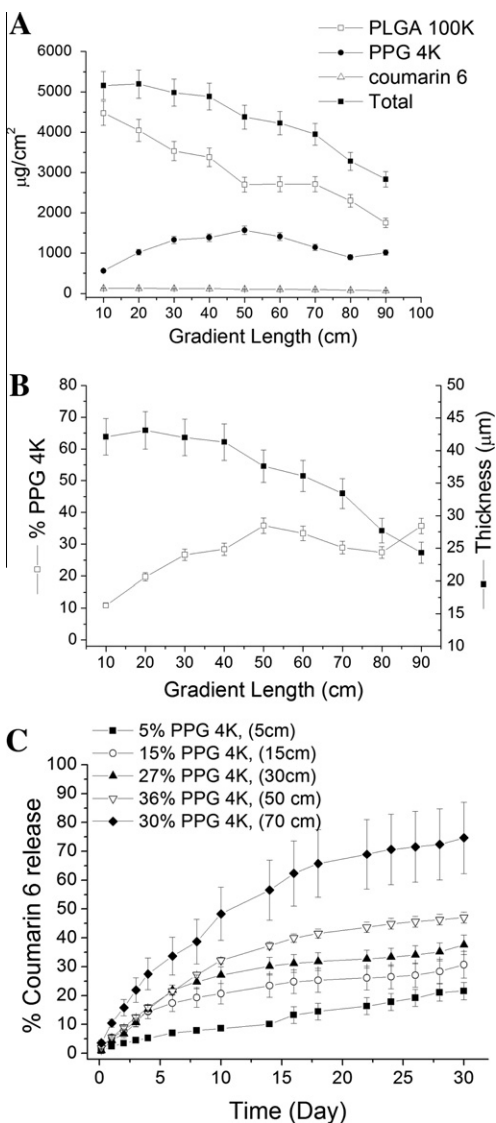 A
PLGA 100K
PPG 4K
coumarin 6
Total
6000
5000
4000
3000
2000
1000
0
μg/cm²
10 20 30 40 50 60 70 80 90 100
Gradient Length (cm)
B
80
70
60
50
40
30
20
10
0
% PPG 4K
50
45
40
35
30
25
20
15
10
Thickness (μm)
10 20 30 40 50 60 70 80 90
Gradient Length (cm)
C
5% PPG 4K, (5cm)
15% PPG 4K, (15cm)
27% PPG 4K, (30cm)
36% PPG 4K, (50 cm)
30% PPG 4K, (70 cm)
100
90
80
70
60
50
40
30
20
10
0
% Coumarin 6 release
0 5 10 15 20 25 30
Time (Day)